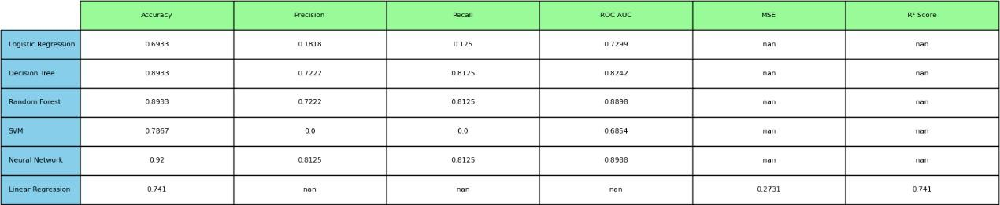 Accuracy Precision Recall ROC AUC MSE R² Score
Logistic Regression 0.6933 0.1818 0.125 0.7299 nan nan
Decision Tree 0.8933 0.7222 0.8125 0.8242 nan nan
Random Forest 0.8933 0.7222 0.8125 0.8898 nan nan
SVM 0.7867 0.0 0.0 0.6854 nan nan
Neural Network 0.92 0.8125 0.8125 0.8988 nan nan
Linear Regression 0.741 nan nan nan 0.2731 0.741